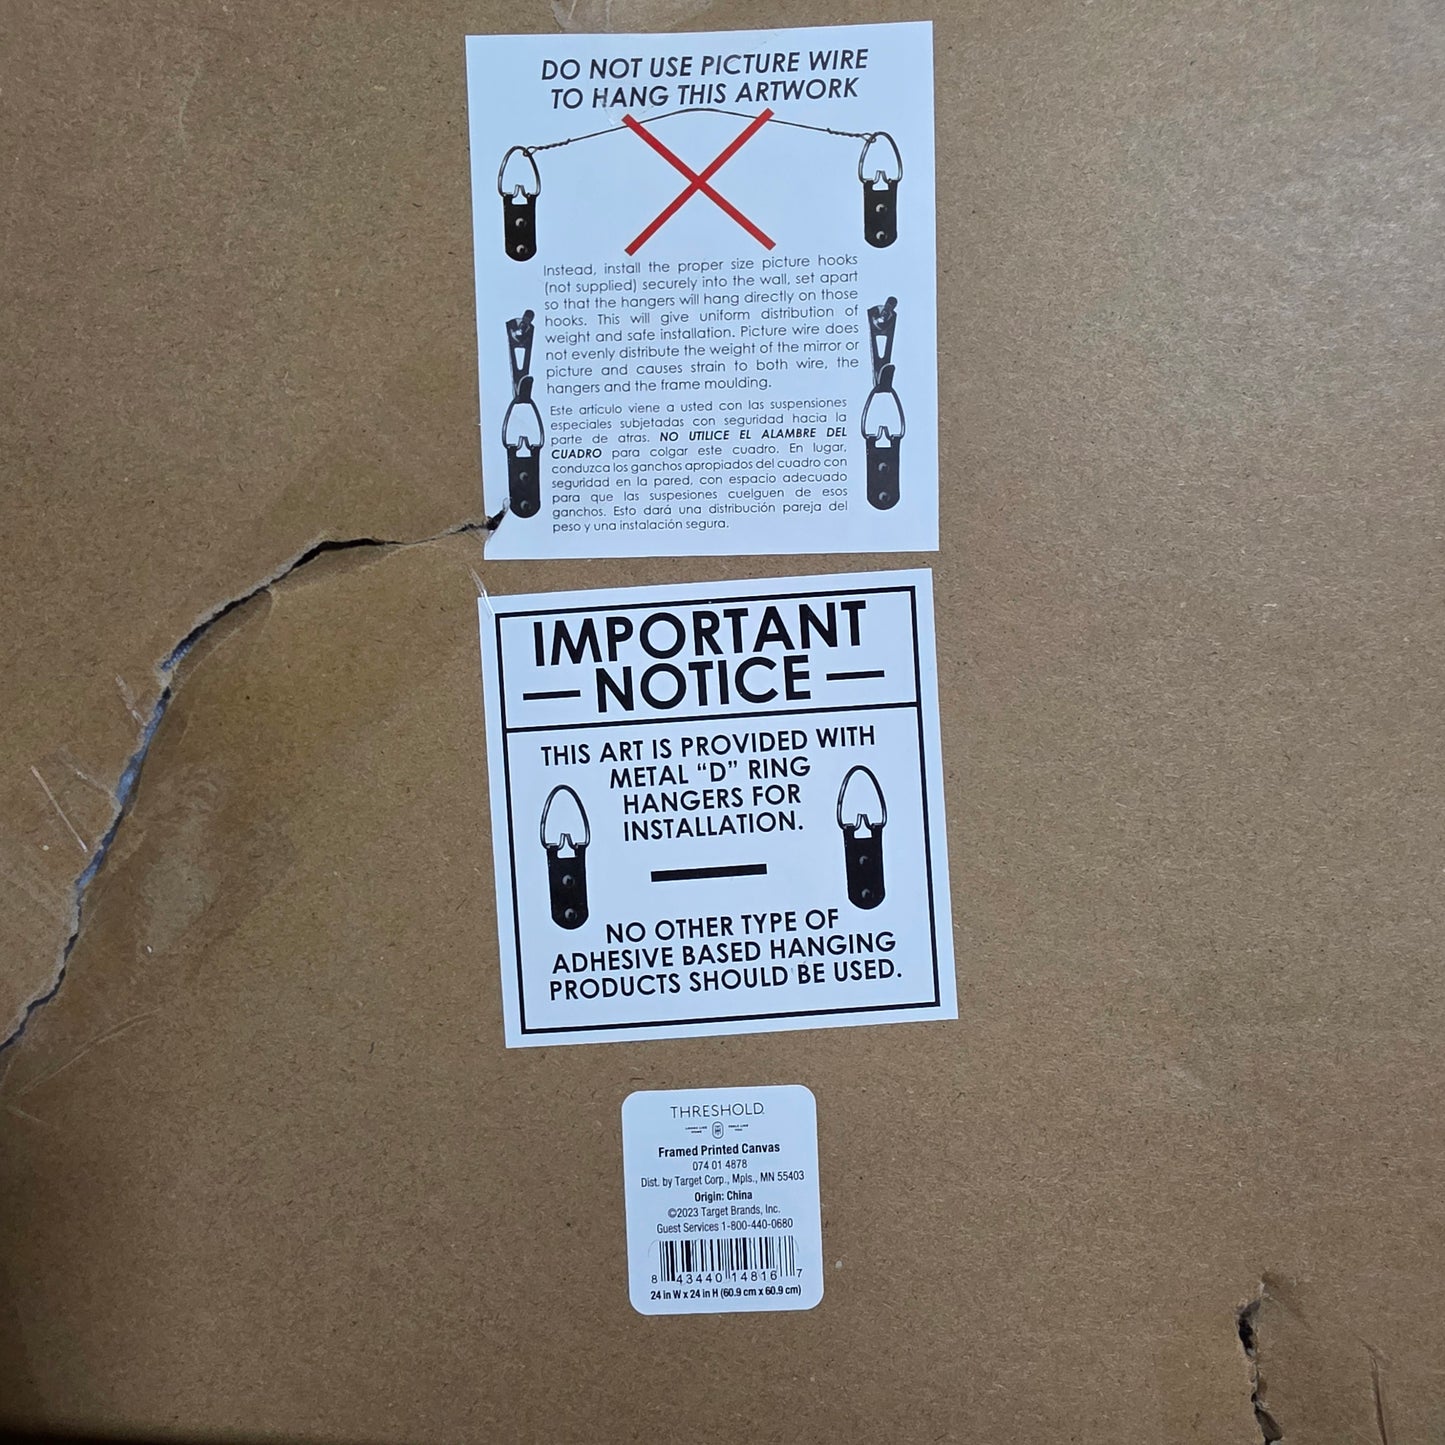 DO NOT USE PICTURE WIRE
TO HANG THIS ARTWORK
Instead, install the proper size picture hooks
(not supplied) securely into the wall, set apart
so that the hangers will hang directly on those
hooks. This will give uniform distribution of
weight and safe installation. Picture wire does
not evenly distribute the weight of the mirror or
picture and causes strain to both wire, the
hangers and the frame moulding.
Este articulo viene a usted con las suspensiones
especiales subjetadas con seguridad hacia la
parte de atras. NO UTILICE EL ALAMBRE DEL
CUADRO para colgar este cuadro. En lugar,
conduzca los ganchos apropiados del cuadro con
seguridad en la pared, con espacio adecuado
para que las suspesiones cuelguen de esos
ganchos. Esto dará una distribución pareja del
peso y una instalación segura.
IMPORTANT
NOTICE
THIS ART IS PROVIDED WITH
METAL “D” RING
HANGERS FOR
INSTALLATION.
NO OTHER TYPE OF
ADHESIVE BASED HANGING
PRODUCTS SHOULD BE USED.
THRESHOLD
LOOKS LIKE FEELS LIKE
HOME YOU
Framed Printed Canvas
074 01 4878
Dist. by Target Corp., Mpls., MN 55403
Origin: China
©2023 Target Brands, Inc.
Guest Services 1-800-440-0680
8 43440 14816 7
24 in W x 24 in H (60.9 cm x 60.9 cm)